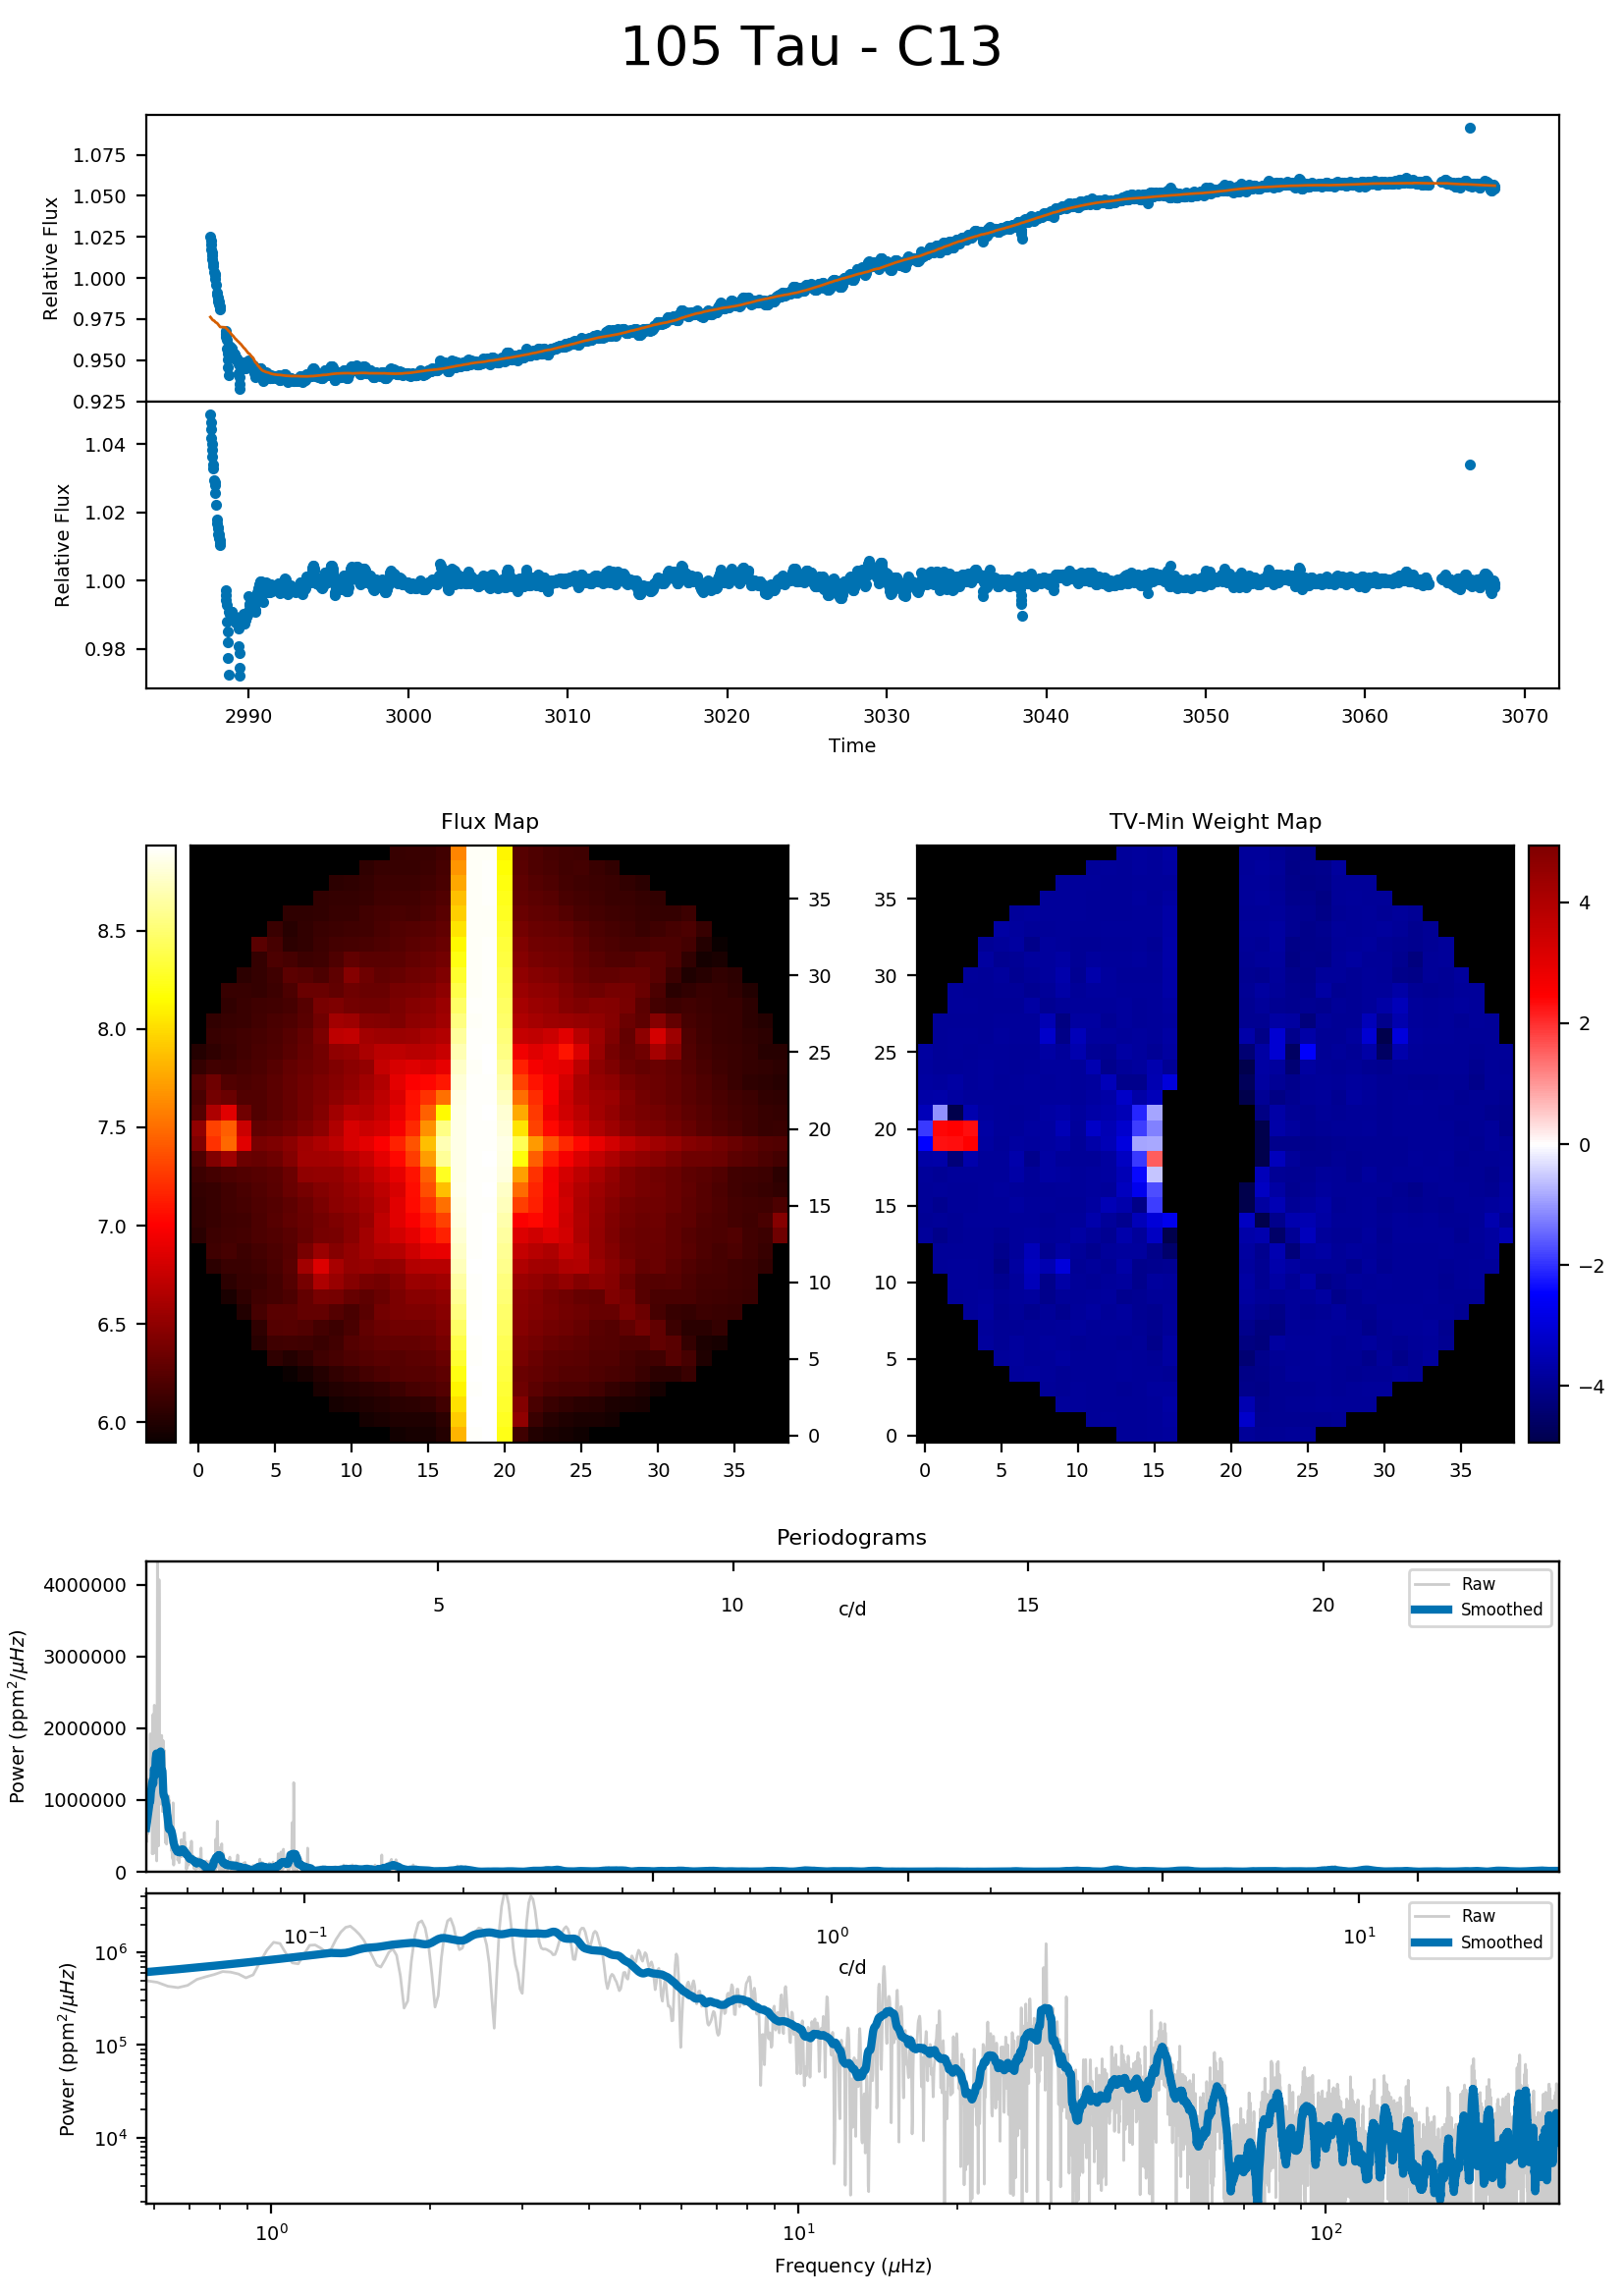 105 Tau - C13
1.075
1.050
1.025
1.000
0.975
0.950
0.925
Relative Flux
1.04
1.02
1.00
0.98
Relative Flux
2990 3000 3010 3020 3030 3040 3050 3060 3070
Time
Flux Map
TV-Min Weight Map
8.5
8.0
7.5
7.0
6.5
6.0
35
30
25
20
15
10
5
0
0 5 10 15 20 25 30 35
35
30
25
20
15
10
5
0
0 5 10 15 20 25 30 35
4
2
0
−2
−4
Periodograms
4000000
3000000
2000000
1000000
0
Power (ppm²/μHz)
5 10 15 20
c/d
Raw
Smoothed
10⁻¹ 10⁰ 10¹
c/d
Raw
Smoothed
10⁶
10⁵
10⁴
Power (ppm²/μHz)
10⁰ 10¹ 10²
Frequency (μHz)